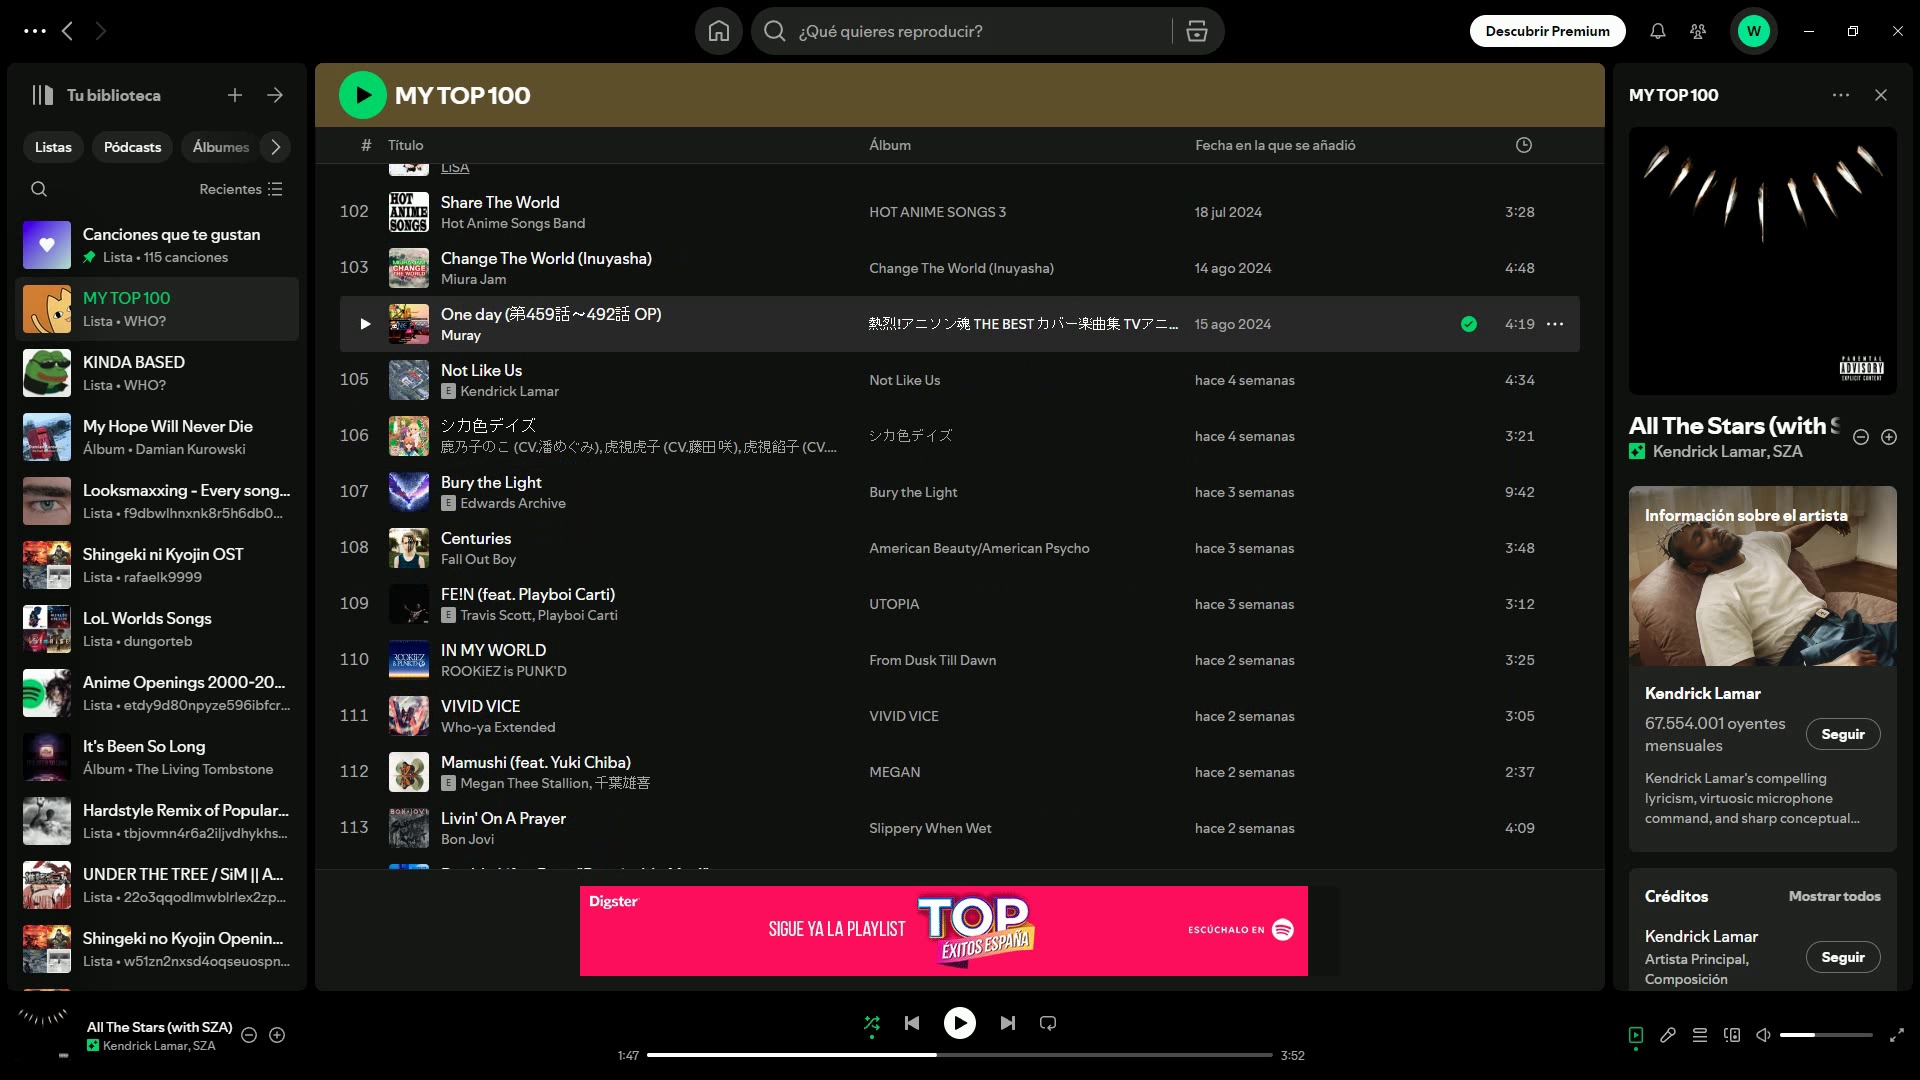 ¿Qué quieres reproducir?
Descubrir Premium
W
Tu biblioteca
Listas
Pódcasts
Álbumes
Recientes
Canciones que te gustan
Lista • 115 canciones
MY TOP 100
Lista • WHO?
KINDA BASED
Lista • WHO?
My Hope Will Never Die
Álbum • Damian Kurowski
Looksmaxxing - Every song...
Lista • f9dbwlhnxnk8r5h6db0...
Shingeki ni Kyojin OST
Lista • rafaelk9999
LoL Worlds Songs
Lista • dungorteb
Anime Openings 2000-20...
Lista • etdy9d80npyze596ibfcr...
It's Been So Long
Álbum • The Living Tombstone
Hardstyle Remix of Popular...
Lista • tbjovmn4r6a2iljvdhykhs...
UNDER THE TREE / SiM || A...
Lista • 22o3qqodlmwblrlex2zp...
Shingeki no Kyojin Openin...
Lista • w51zn2nxsd4oqseuospn...
MY TOP 100
# Título Álbum Fecha en la que se añadió
LiSA
HOT ANIME SONGS
102 Share The World HOT ANIME SONGS 3 18 jul 2024 3:28
Hot Anime Songs Band
103 Change The World (Inuyasha) Change The World (Inuyasha) 14 ago 2024 4:48
Miura Jam
One day (第459話～492話 OP) 熱烈!アニソン魂 THE BEST カバー楽曲集 TVアニ... 15 ago 2024 4:19
Muray
105 Not Like Us Not Like Us hace 4 semanas 4:34
E Kendrick Lamar
106 シカ色デイズ シカ色デイズ hace 4 semanas 3:21
鹿乃子のこ (CV.潘めぐみ), 虎視虎子 (CV.藤田 咲), 虎視餡子 (CV....
107 Bury the Light Bury the Light hace 3 semanas 9:42
E Edwards Archive
108 Centuries American Beauty/American Psycho hace 3 semanas 3:48
Fall Out Boy
109 FE!N (feat. Playboi Carti) UTOPIA hace 3 semanas 3:12
E Travis Scott, Playboi Carti
110 IN MY WORLD From Dusk Till Dawn hace 2 semanas 3:25
ROOKiEZ is PUNK'D
111 VIVID VICE VIVID VICE hace 2 semanas 3:05
Who-ya Extended
112 Mamushi (feat. Yuki Chiba) MEGAN hace 2 semanas 2:37
E Megan Thee Stallion, 千葉雄喜
113 Livin' On A Prayer Slippery When Wet hace 2 semanas 4:09
Bon Jovi
Digster
SIGUE YA LA PLAYLIST
TOP
ÉXITOS ESPAÑA
ESCÚCHALO EN
MY TOP 100
PARENTAL
ADVISORY
EXPLICIT CONTENT
All The Stars (with S
Kendrick Lamar, SZA
Información sobre el artista
Kendrick Lamar
67.554.001 oyentes
mensuales
Seguir
Kendrick Lamar's compelling
lyricism, virtuosic microphone
command, and sharp conceptual...
Créditos
Mostrar todos
Kendrick Lamar
Artista Principal,
Composición
Seguir
All The Stars (with SZA)
Kendrick Lamar, SZA
1:47
3:52